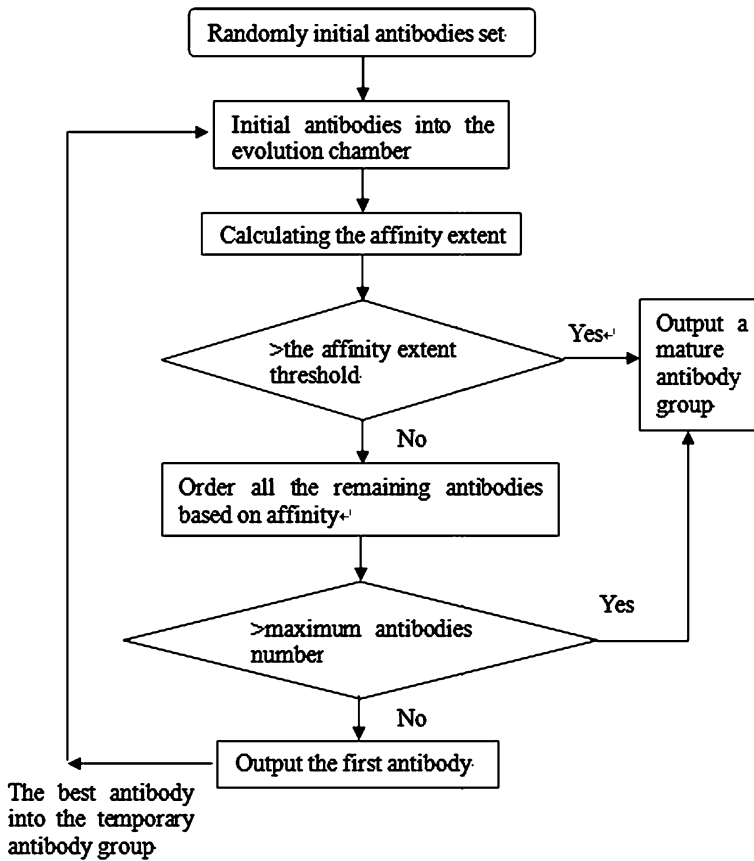 Randomly initial antibodies set
Initial antibodies into the
evolution chamber
Calculating the affinity extent
>the affinity extent
threshold
Yes
Output a
mature
antibody
group
No
Order all the remaining antibodies
based on affinity
>maximum antibodies
number
Yes
No
Output the first antibody
The best antibody
into the temporary
antibody group